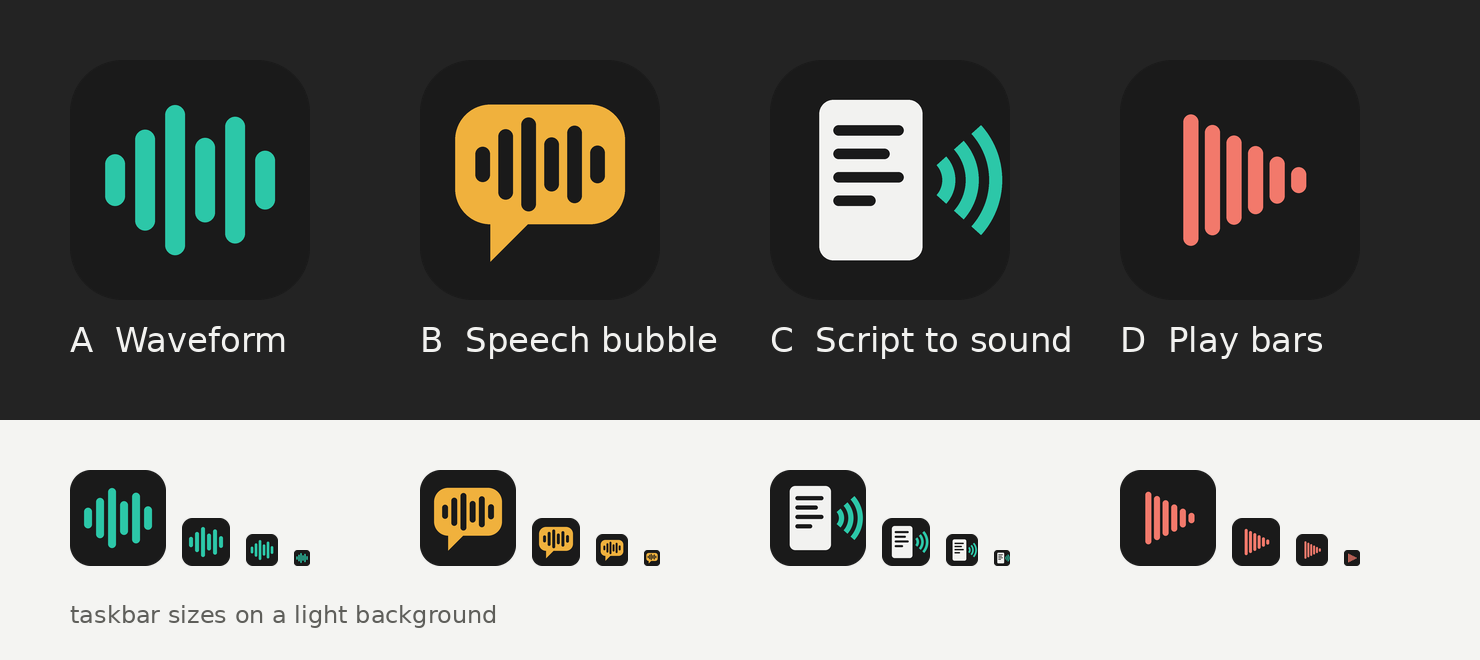 A Waveform
B Speech bubble
C Script to sound
D Play bars
taskbar sizes on a light background